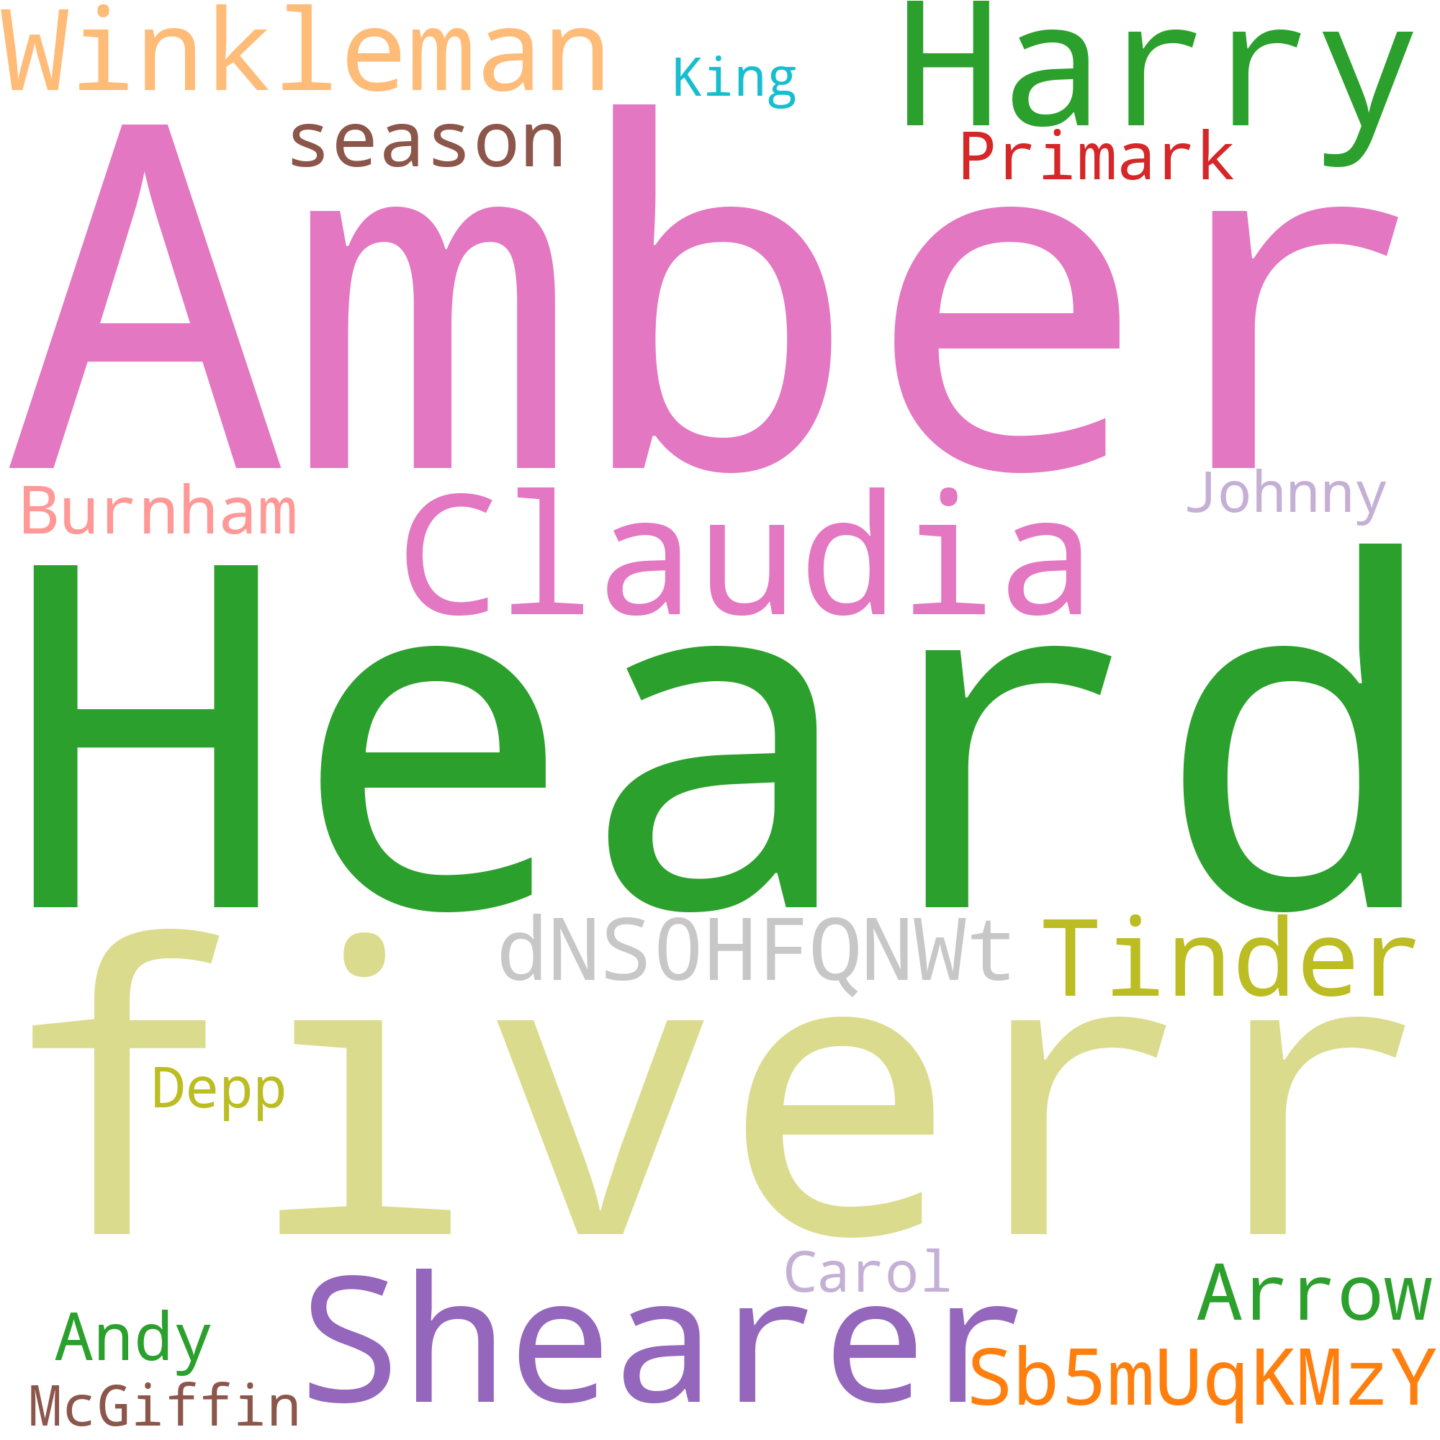 Winkleman
King
Harry
season
Primark
Amber
Burnham
Claudia
Johnny
Heard
dNS0HFQNWt
Tinder
fiverr
Depp
Carol
Shearer
Arrow
Andy
Sb5mUqKMzY
McGiffin